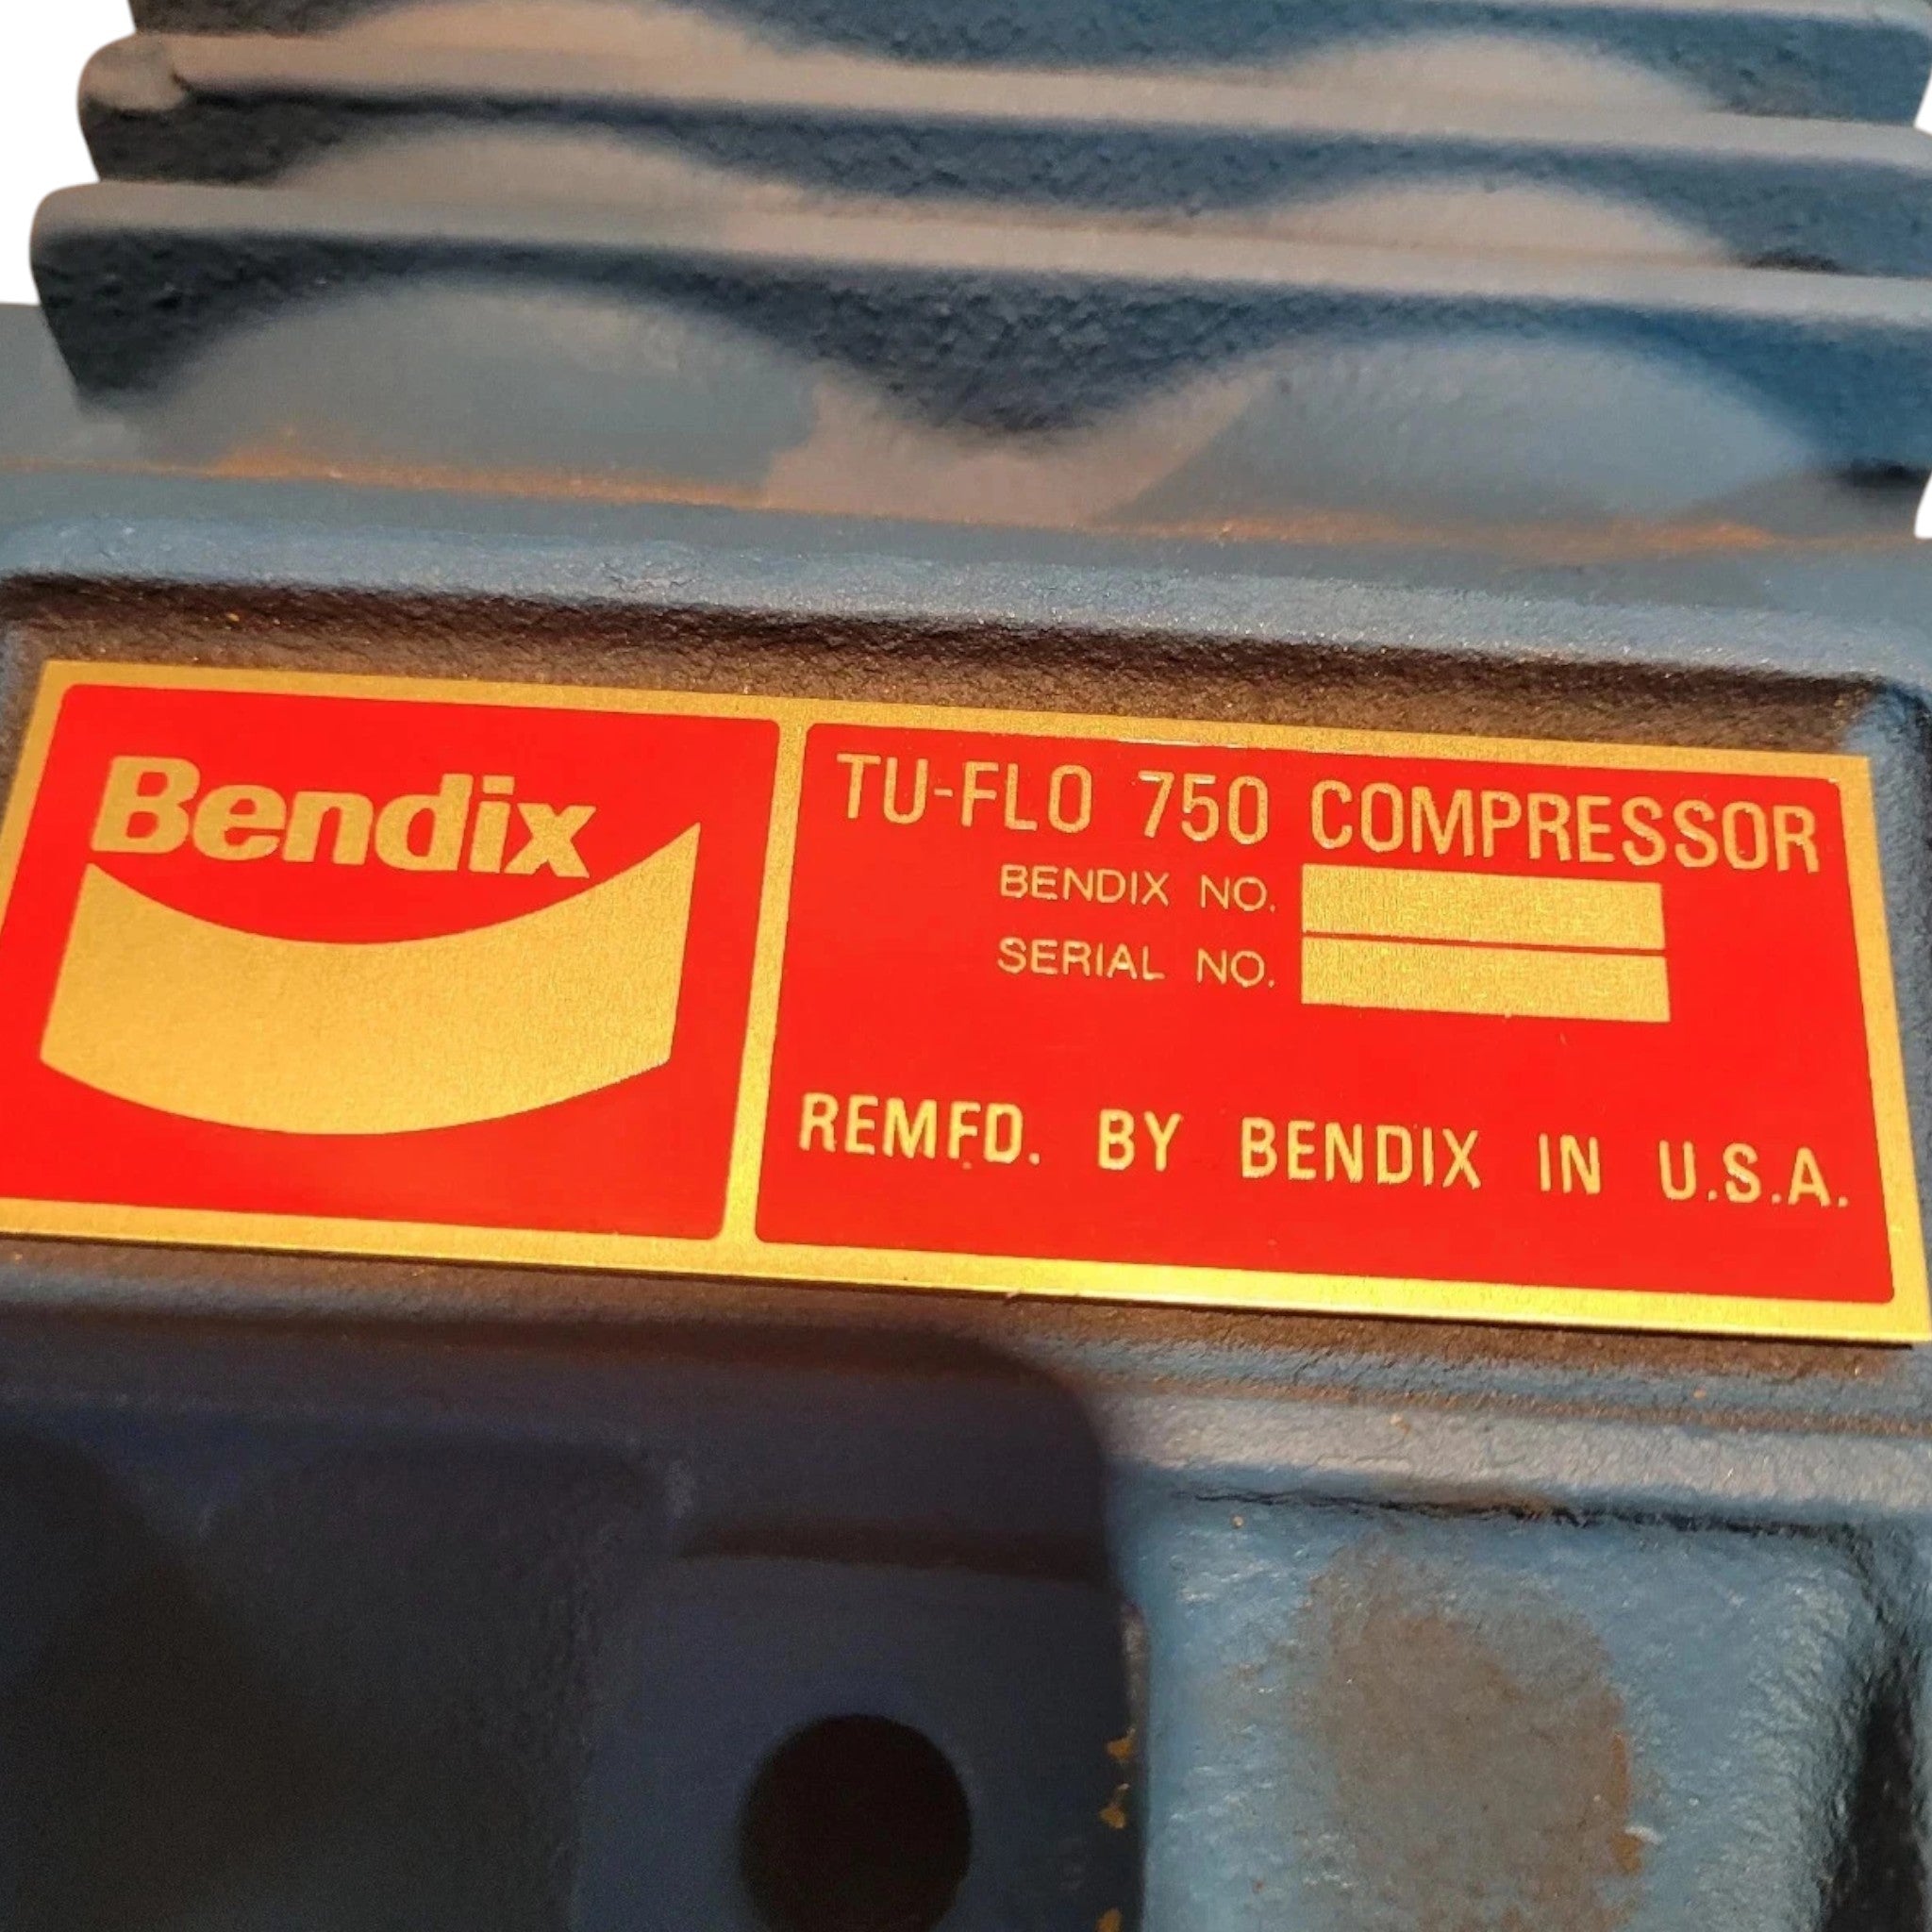 Bendix
TU-FLO 750 COMPRESSOR
BENDIX NO.
SERIAL NO.
REMFD. BY BENDIX IN U.S.A.